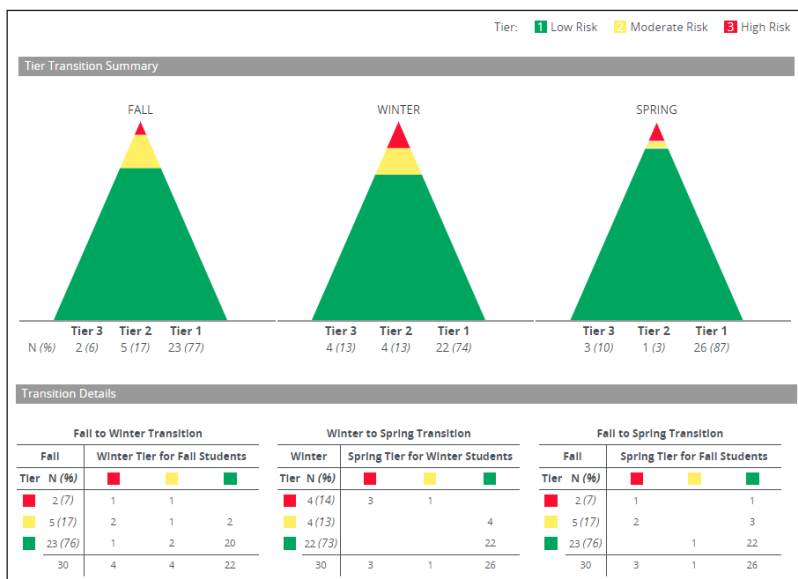 Tier: 1 Low Risk 2 Moderate Risk 3 High Risk
Tier Transition Summary
FALL WINTER SPRING
Tier 3 Tier 2 Tier 1 Tier 3 Tier 2 Tier 1 Tier 3 Tier 2 Tier 1
N (%) 2 (6) 5 (17) 23 (77) 4 (13) 4 (13) 22 (74) 3 (10) 1 (3) 26 (87)
Transition Details
Fall to Winter Transition Winter to Spring Transition Fall to Spring Transition
Fall Winter Tier for Fall Students Winter Spring Tier for Winter Students Fall Spring Tier for Fall Students
Tier N (%) Tier N (%) Tier N (%)
2 (7) 1 1 4 (14) 3 1 2 (7) 1 1
5 (17) 2 1 2 4 (13) 4 5 (17) 2 3
23 (76) 1 2 20 22 (73) 22 23 (76) 1 22
30 4 4 22 30 3 1 26 30 3 1 26